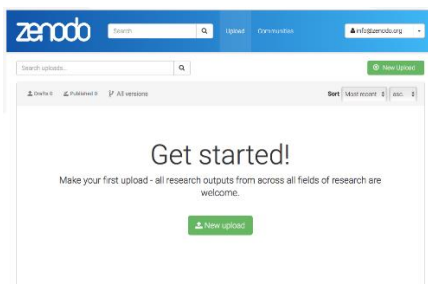 zenodo Search Upload Communities info@zenodo.org
Search uploads... New Upload
Drafts 0 Published 0 All versions Sort Most recent asc.
Get started!
Make your first upload - all research outputs from across all fields of research are
welcome.
New upload